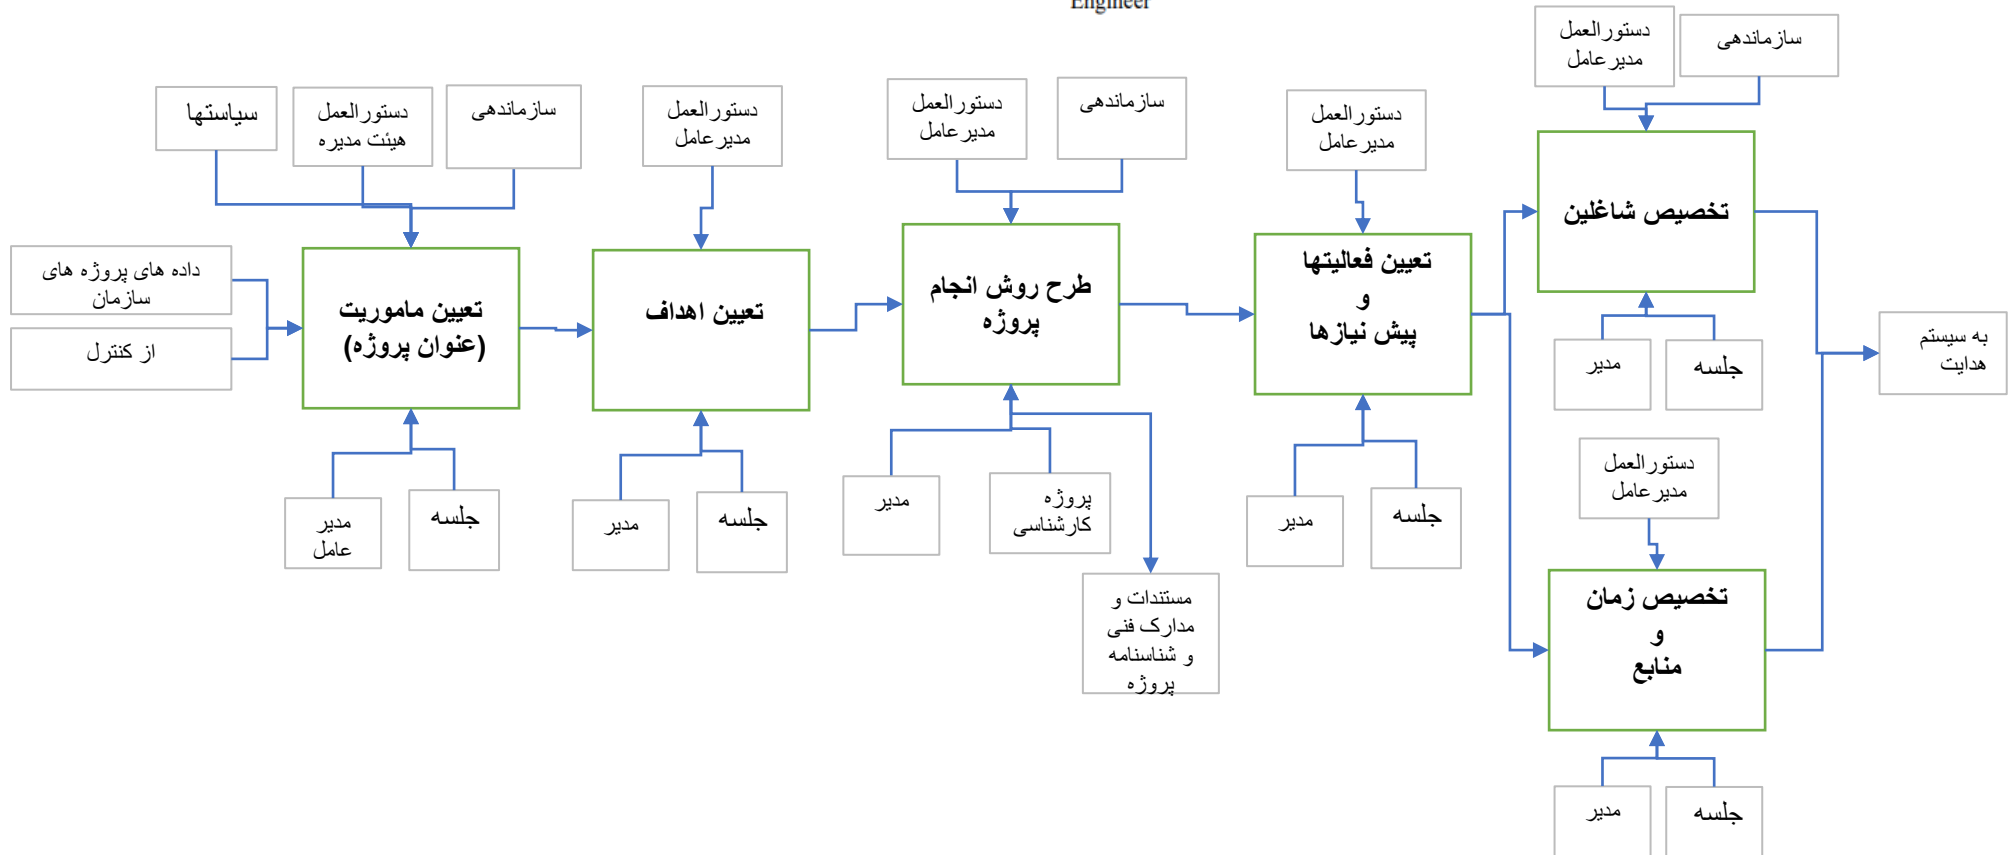 Engineer
دستورالعمل
مدیرعامل
سازماندهی
سیاستها
دستورالعمل
هیئت مدیره
سازماندهی
دستورالعمل
مدیرعامل
دستورالعمل
مدیرعامل
سازماندهی
دستورالعمل
مدیرعامل
داده های پروژه های
سازمان
از کنترل
تعیین ماموریت
(عنوان پروژه)
تعیین اهداف
طرح روش انجام
پروژه
تعیین فعالیتها
و
پیش نیازها
تخصیص شاغلین
به سیستم
هدایت
مدیر
جلسه
دستورالعمل
مدیرعامل
مدیر
عامل
جلسه
مدیر
جلسه
مدیر
پروژه
کارشناسی
مدیر
جلسه
مستندات و
مدارک فنی
و شناسنامه
پروژه
تخصیص زمان
و
منابع
مدیر
جلسه